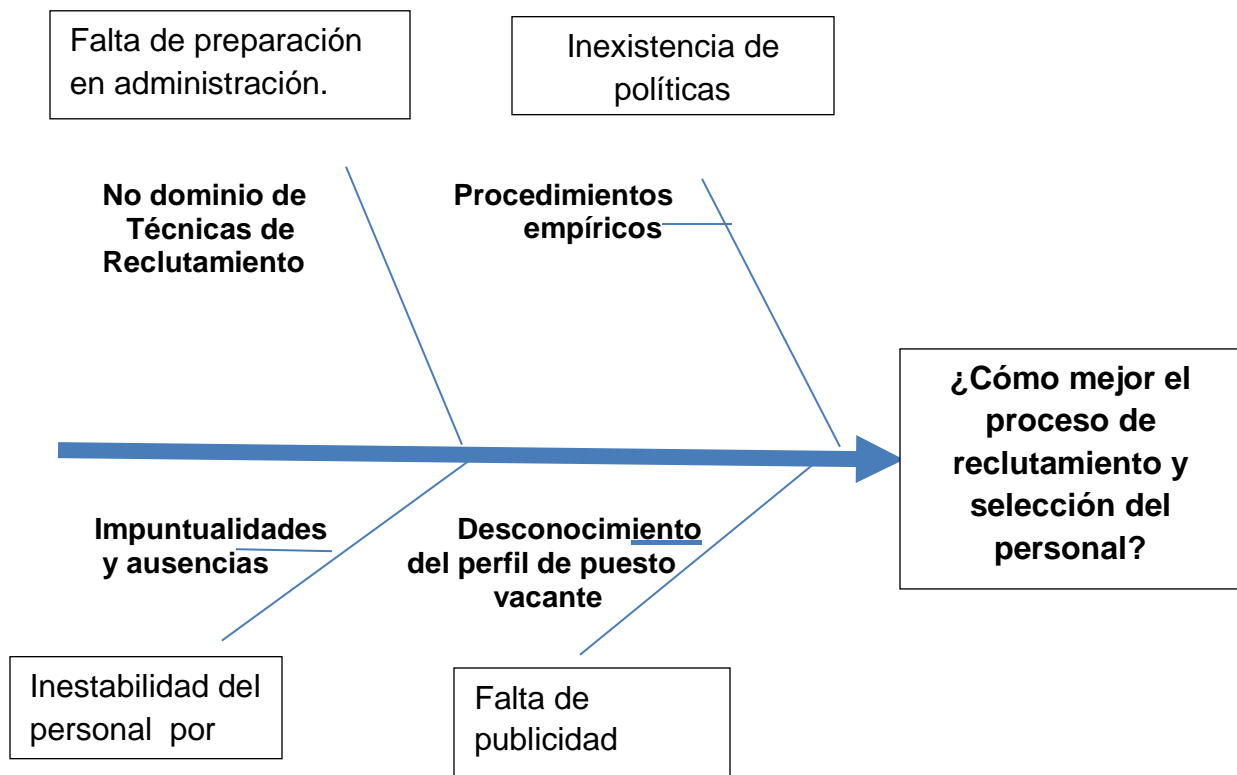 Falta de preparación
en administración.
Inexistencia de
políticas
No dominio de
Técnicas de
Reclutamiento
Procedimientos
empíricos
¿Cómo mejor el
proceso de
reclutamiento y
selección del
personal?
Impuntualidades
y ausencias
Desconocimiento
del perfil de puesto
vacante
Inestabilidad del
personal por
Falta de
publicidad